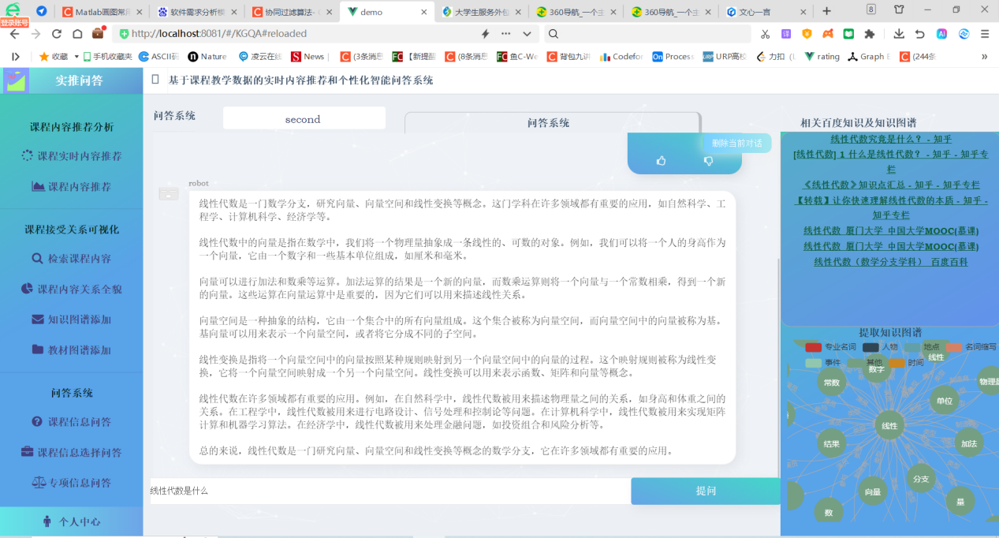 Matlab画图常用
软件需求分析模
协同过滤算法-
demo
大学生服务外包
360导航_一个主
360导航_一个主
文心一言
8
登录账号
http://localhost:8081/#/KGQA#reloaded
收藏
手机收藏夹
ASCII码
Nature
凌云在线
News
(3条消息
【新提醒
(8条消息
鱼C-We
背包九讲
Codefor
Process
URP高校
力扣
rating
Graph E
(244条
实推问答
基于课程教学数据的实时内容推荐和个性化智能问答系统
课程内容推荐分析
课程实时内容推荐
课程内容推荐
课程接受关系可视化
检索课程内容
课程内容关系全貌
知识图谱添加
教材图谱添加
问答系统
课程信息问答
课程信息选择问答
专项信息问答
个人中心
问答系统
second
问答系统
删除当前对话
robot
线性代数是一门数学分支，研究向量、向量空间和线性变换等概念。这门学科在许多领域都有重要的应用，如自然科学、工
程学、计算机科学、经济学等。
线性代数中的向量是指在数学中，我们将一个物理量抽象成一条线性的、可数的对象。例如，我们可以将一个人的身高作为
一个向量，它由一个数字和一些基本单位组成，如厘米和毫米。
向量可以进行加法和数乘等运算。加法运算的结果是一个新的向量，而数乘运算则将一个向量与一个常数相乘，得到一个新
的向量。这些运算在向量运算中是重要的，因为它们可以用来描述线性关系。
向量空间是一种抽象的结构，它由一个集合中的所有向量组成。这个集合被称为向量空间，而向量空间中的向量被称为基。
基向量可以用来表示一个向量空间，或者将它分成不同的子空间。
线性变换是指将一个向量空间中的向量按照某种规则映射到另一个向量空间中的向量的过程。这个映射规则被称为线性变
换，它将一个向量空间映射成一个另一个向量空间。线性变换可以用来表示函数、矩阵和向量等概念。
线性代数在许多领域都有重要的应用。例如，在自然科学中，线性代数被用来描述物理量之间的关系，如身高和体重之间的
关系。在工程学中，线性代数被用来进行电路设计、信号处理和控制论等问题。在计算机科学中，线性代数被用来实现矩阵
计算和机器学习算法。在经济学中，线性代数被用来处理金融问题，如投资组合和风险分析等。
总的来说，线性代数是一门研究向量、向量空间和线性变换等概念的数学分支，它在许多领域都有重要的应用。
线性代数是什么
提问
相关百度知识及知识图谱
线性代数究竟是什么？ - 知乎
[线性代数] 1 什么是线性代数？ - 知乎 - 知乎专
栏
《线性代数》知识点汇总 - 知乎 - 知乎专栏
【转载】让你快速理解线性代数的本质 - 知乎 -
知乎专栏
线性代数_厦门大学_中国大学MOOC(慕课)
线性代数_厦门大学_中国大学MOOC(慕课)
线性代数（数学分支学科）_百度百科
提取知识图谱
专业名词
人物
地点
名词缩写
事件
其他
时间
线性
数字
常数
物理量
单位
线性
结果
加法
分支
向量
量
数